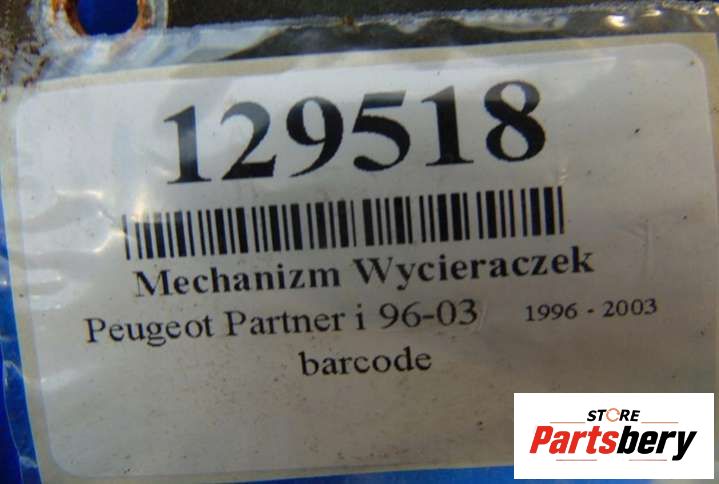 129518
Mechanizm Wycieraczek
Peugeot Partner i 96-03 1996 - 2003
barcode
STORE
Partsbery